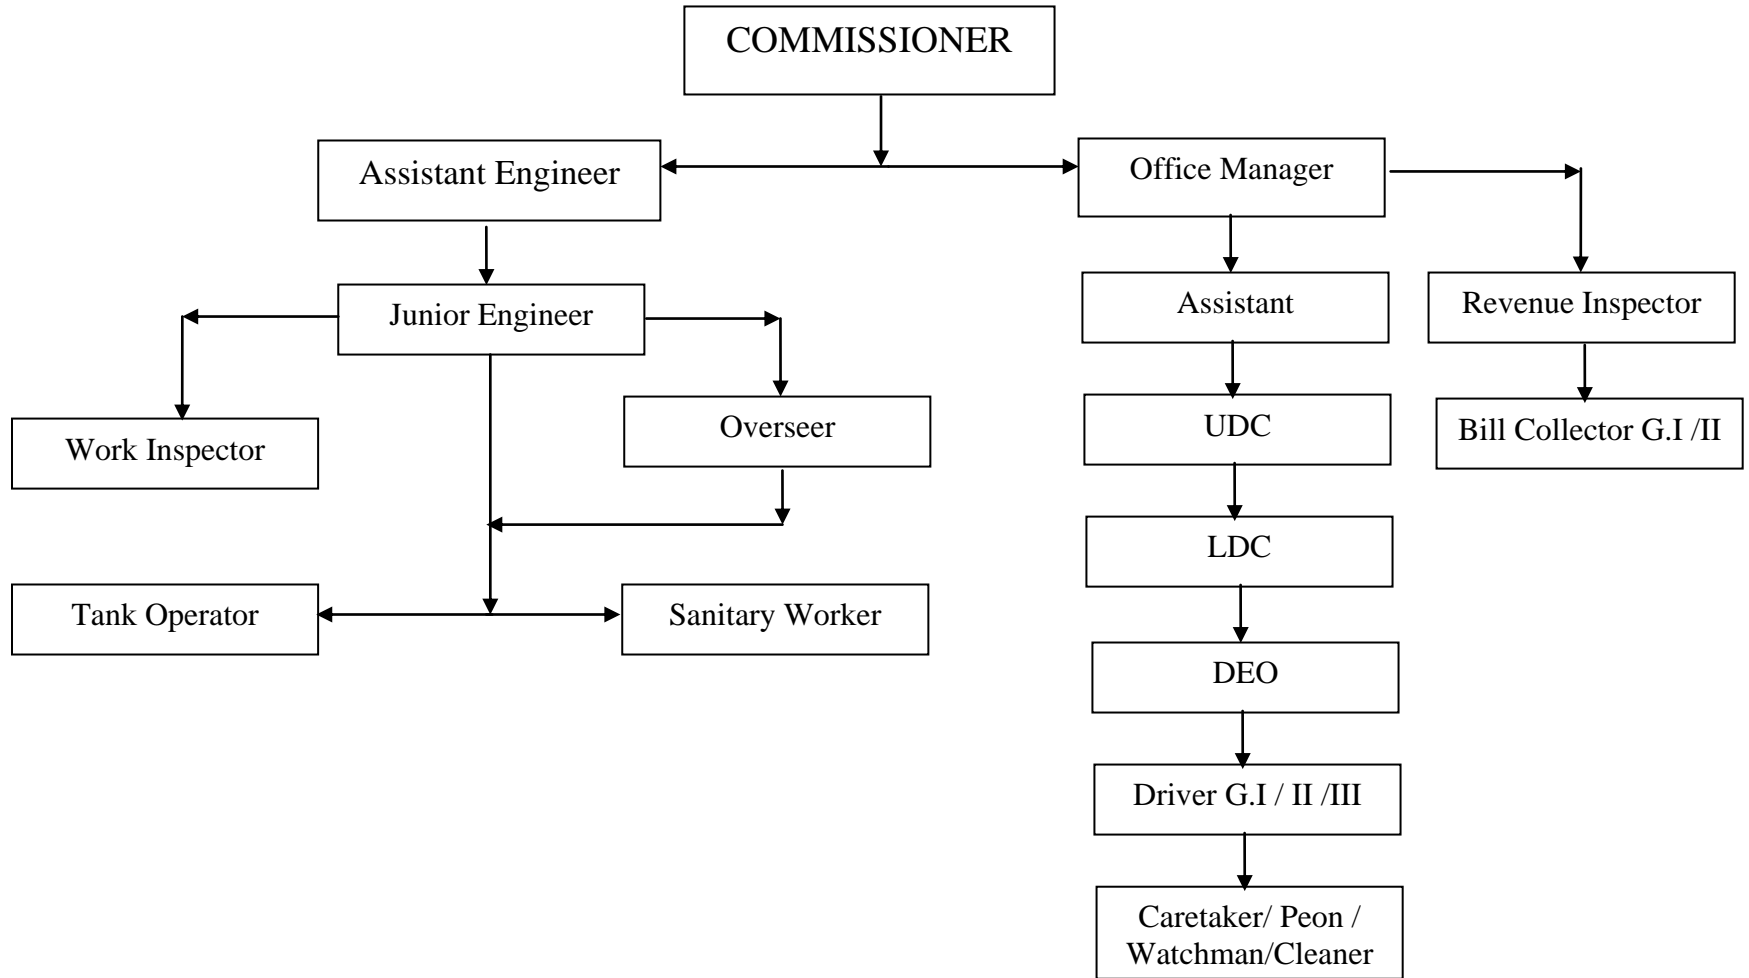 COMMISSIONER
Assistant Engineer
Office Manager
Junior Engineer
Assistant
Revenue Inspector
Work Inspector
Overseer
UDC
Bill Collector G.I /II
LDC
Tank Operator
Sanitary Worker
DEO
Driver G.I / II /III
Caretaker/ Peon /
Watchman/Cleaner